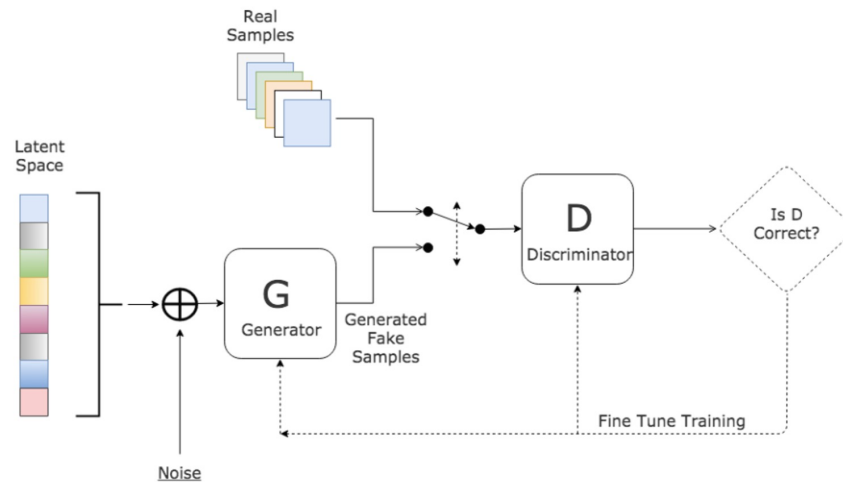 Real
Samples
Latent
Space
Is D
Correct?
D
Discriminator
G
Generator
Generated
Fake
Samples
Fine Tune Training
Noise